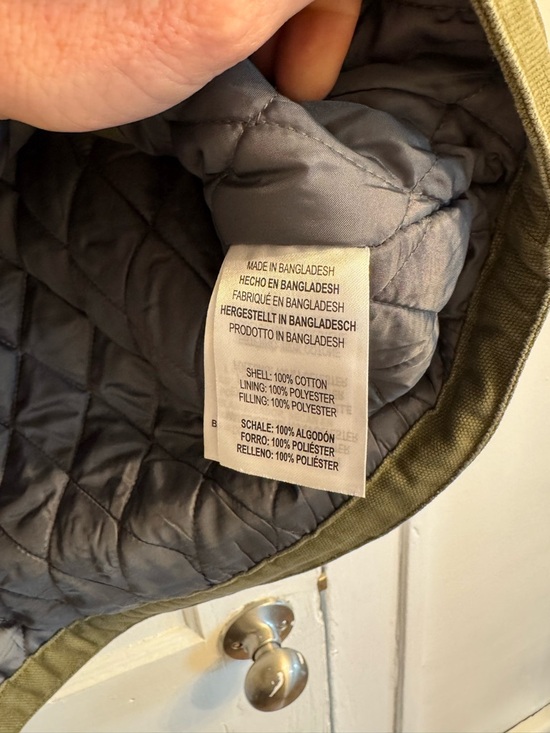 MADE IN BANGLADESH
HECHO EN BANGLADESH
FABRIQUÉ EN BANGLADESH
HERGESTELLT IN BANGLADESCH
PRODOTTO IN BANGLADESH
SHELL: 100% COTTON
LINING: 100% POLYESTER
FILLING: 100% POLYESTER
B
SCHALE: 100% ALGODÓN
FORRO: 100% POLIÉSTER
RELLENO: 100% POLIÉSTER